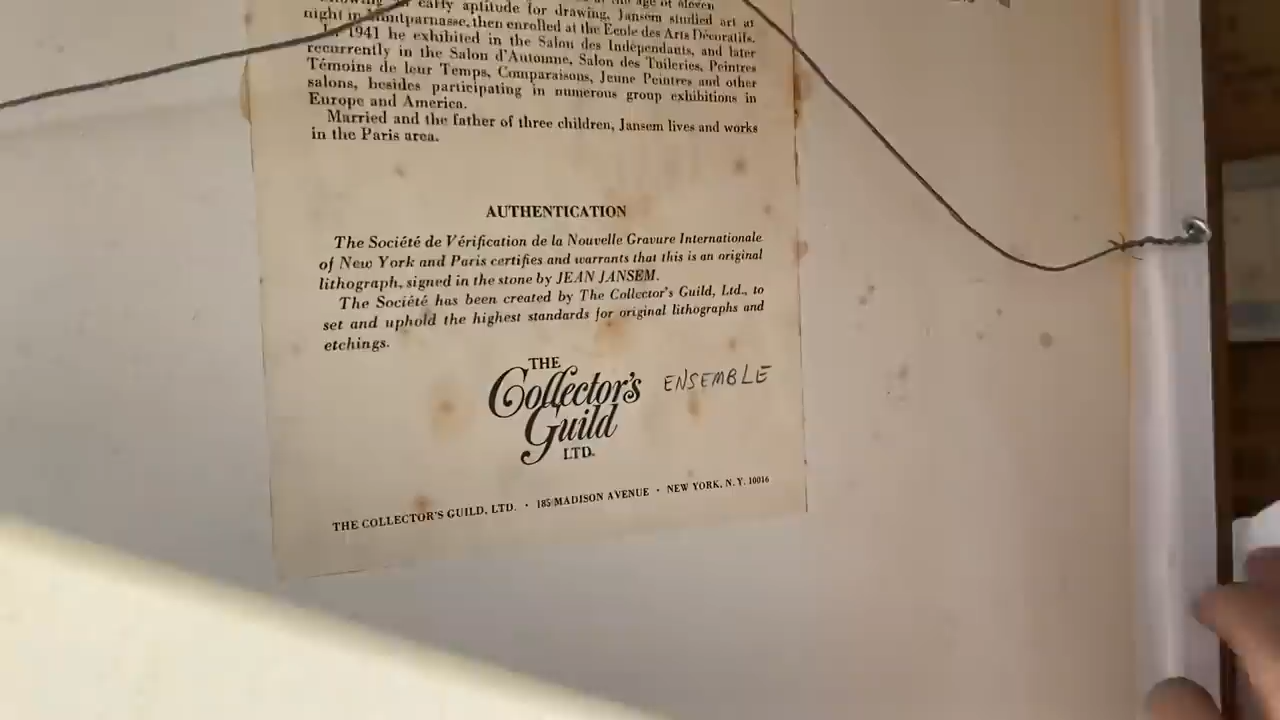 early aptitude for drawing, Jansem studied art at
night in Montparnasse, then enrolled at the Ecole des Arts Décoratifs.
1941 he exhibited in the Salon des Indépendants, and later
recurrently in the Salon d'Automne, Salon des Tuileries, Peintres
Témoins de leur Temps, Comparaisons, Jeune Peintres and other
salons, besides participating in numerous group exhibitions in
Europe and America.
Married and the father of three children, Jansem lives and works
in the Paris area.
AUTHENTICATION
The Société de Vérification de la Nouvelle Gravure Internationale
of New York and Paris certifies and warrants that this is an original
lithograph, signed in the stone by JEAN JANSEM.
The Société has been created by The Collector's Guild, Ltd., to
set and uphold the highest standards for original lithographs and
etchings.
THE
Collector's
Guild
LTD.
ENSEMBLE
THE COLLECTOR'S GUILD, LTD. · 185 MADISON AVENUE · NEW YORK, N.Y. 10016